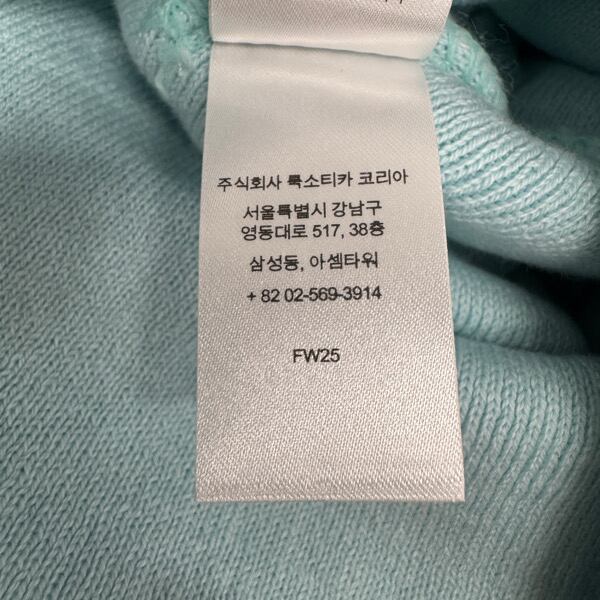 주식회사 룩소티카 코리아
서울특별시 강남구
영동대로 517, 38층
삼성동, 아셈타워
+ 82 02-569-3914
FW25